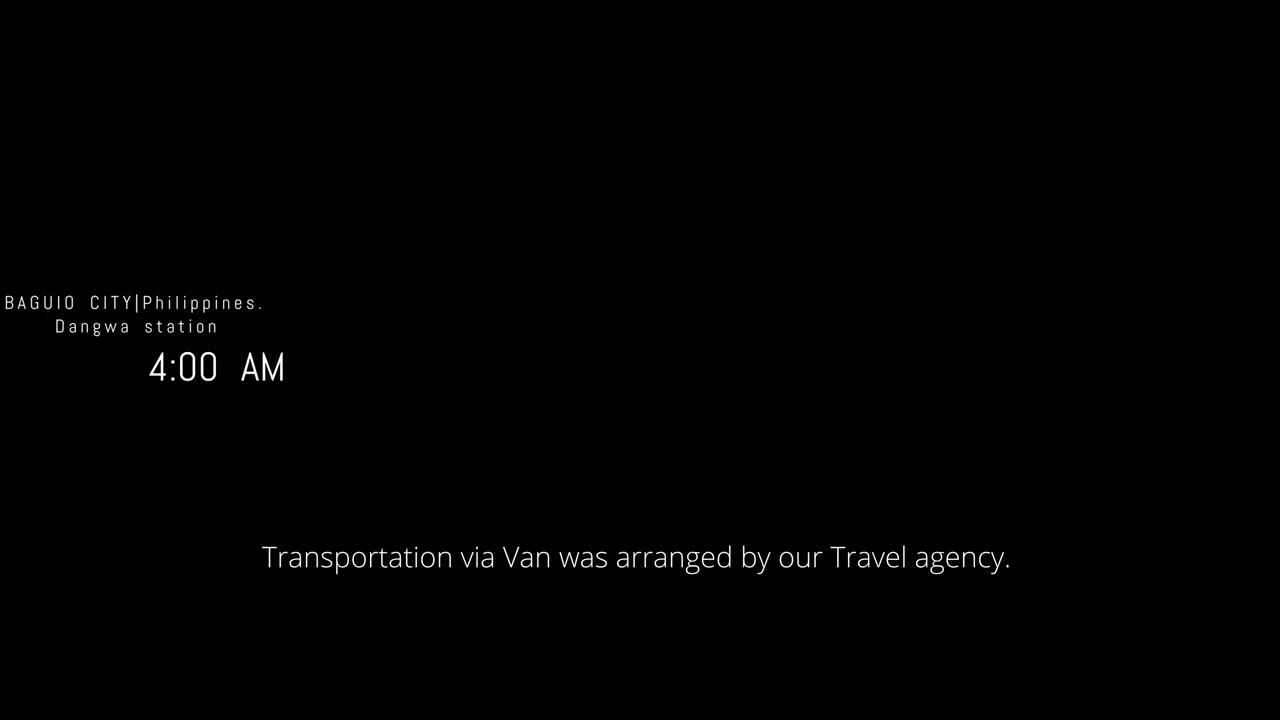 BAGUIO CITY|Philippines.
Dangwa station
4:00 AM
Transportation via Van was arranged by our Travel agency.